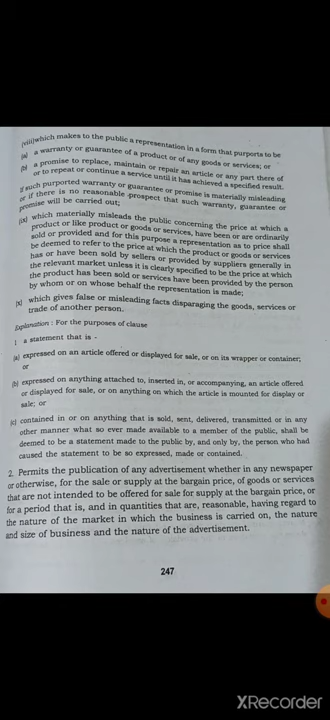 (viii)which makes to the public a representation in a form that purports to be
(a) a warranty or guarantee of a product or of any goods or services; or
(b) a promise to replace, maintain or repair an article or any part there of
or to repeat or continue a service until it has achieved a specified result.
If such purported warranty or guarantee or promise is materially misleading
or if there is no reasonable prospect that such warranty, guarantee or
promise will be carried out;
(ix) which materially misleads the public concerning the price at which a
product or like product or goods or services, have been or are ordinarily
sold or provided and for this purpose a representation as to price shall
be deemed to refer to the price at which the product or goods or services
has or have been sold by sellers or provided by suppliers generally in
the relevant market unless it is clearly specified to be the price at which
the product has been sold or services have been provided by the person
by whom or on whose behalf the representation is made;
(x) which gives false or misleading facts disparaging the goods, services or
trade of another person.
Explanation : For the purposes of clause
1 a statement that is -
(a) expressed on an article offered or displayed for sale, or on its wrapper or container;
or
(b) expressed on anything attached to, inserted in, or accompanying, an article offered
or displayed for sale, or on anything on which the article is mounted for display or
sale; or
(c) contained in or on anything that is sold, sent, delivered, transmitted or in any
other manner what so ever made available to a member of the public, shall be
deemed to be a statement made to the public by, and only by, the person who had
caused the statement to be so expressed, made or contained.
2. Permits the publication of any advertisement whether in any newspaper
or otherwise, for the sale or supply at the bargain price, of goods or services
that are not intended to be offered for sale for supply at the bargain price, or
for a period that is, and in quantities that are, reasonable, having regard to
the nature of the market in which the business is carried on, the nature
and size of business and the nature of the advertisement.
247
XRecorder